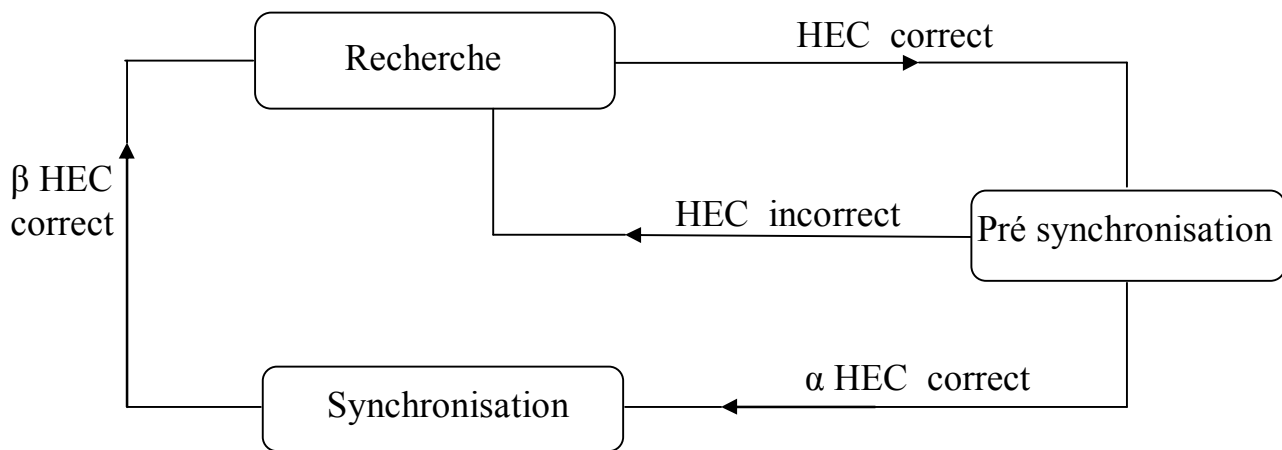 HEC correct
Recherche
β HEC
correct
HEC incorrect
Pré synchronisation
α HEC correct
Synchronisation